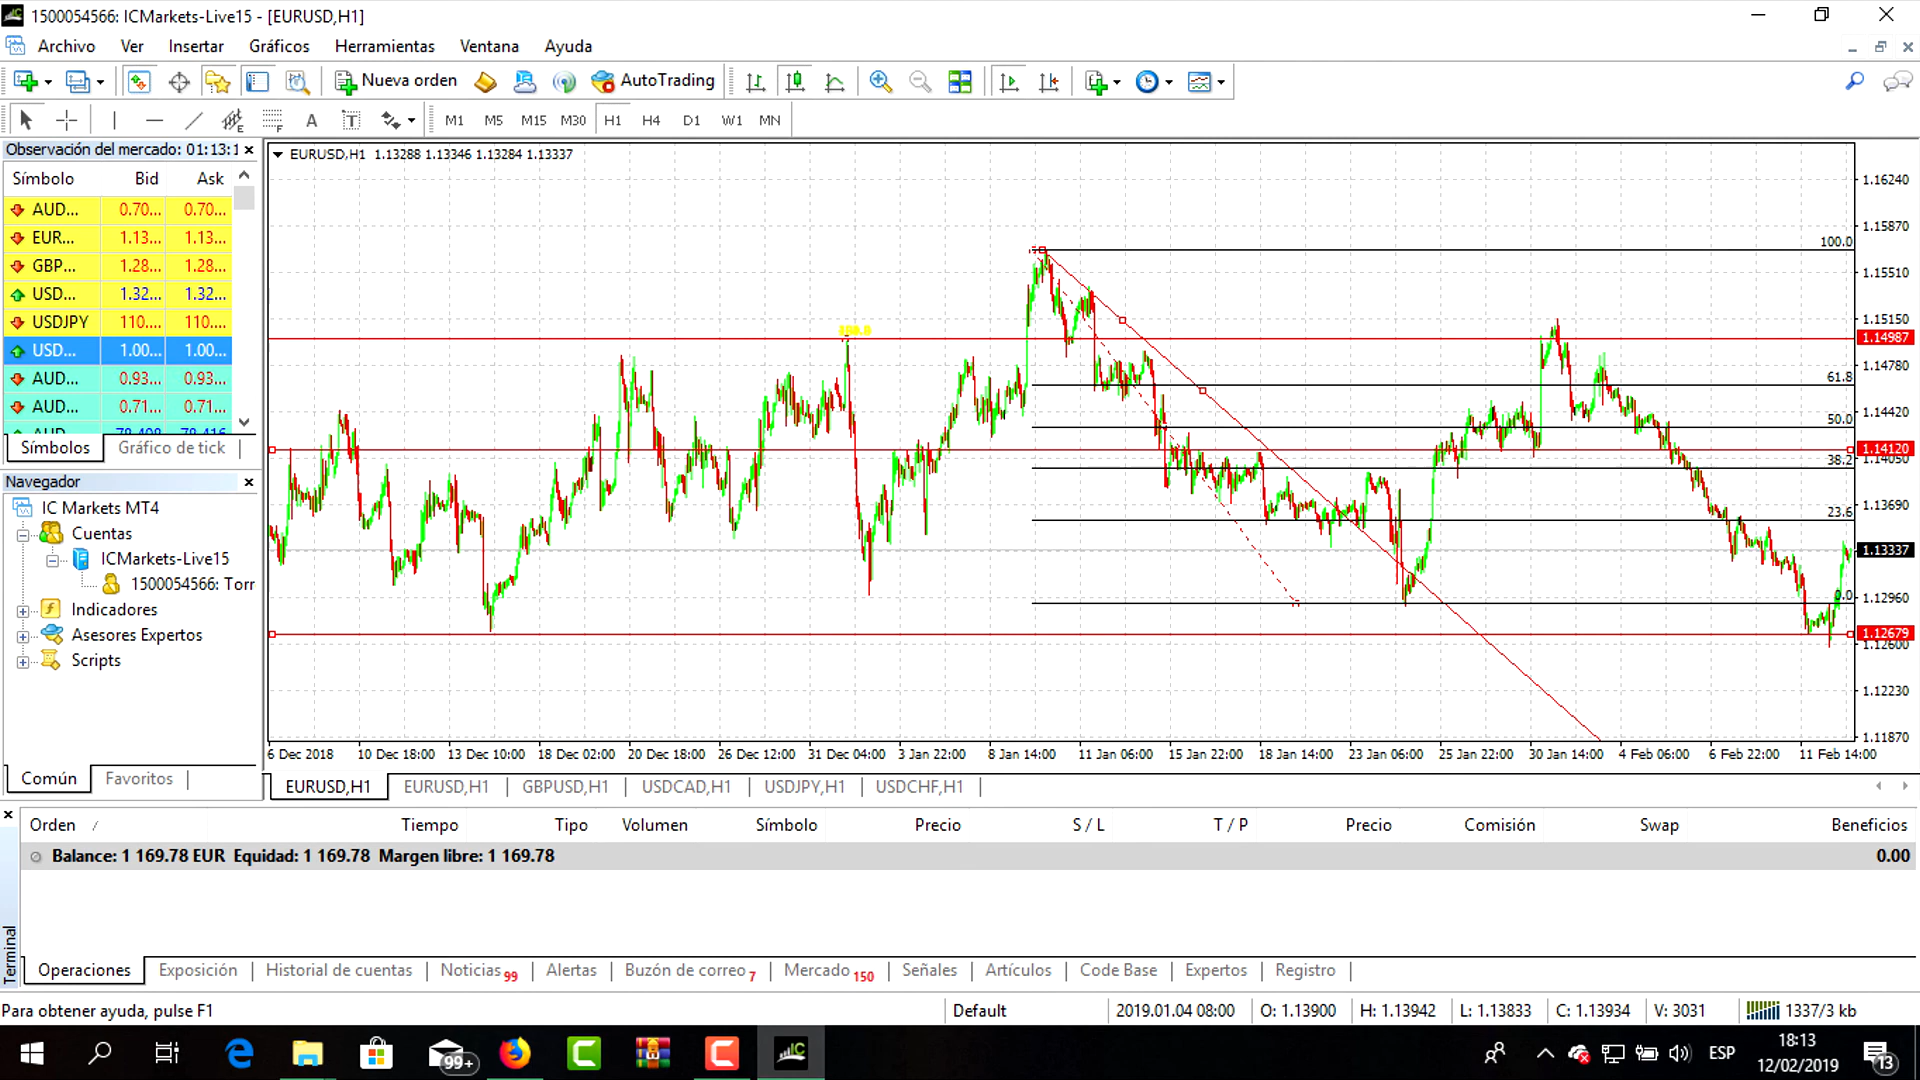 1500054566: ICMarkets-Live15 - [EURUSD,H1]
Archivo Ver Insertar Gráficos Herramientas Ventana Ayuda
Nueva orden AutoTrading
A T M1 M5 M15 M30 H1 H4 D1 W1 MN
Observación del mercado: 01:13:1
Símbolo Bid Ask
AUD... 0.70... 0.70...
EUR... 1.13... 1.13...
GBP... 1.28... 1.28...
USD... 1.32... 1.32...
USDJPY 110.... 110....
USD... 1.00... 1.00...
AUD... 0.93... 0.93...
AUD... 0.71... 0.71...
AUD 78.408 78.416
Símbolos Gráfico de tick
Navegador
IC Markets MT4
Cuentas
ICMarkets-Live15
1500054566: Torr
Indicadores
Asesores Expertos
Scripts
Común Favoritos
EURUSD,H1 1.13288 1.13346 1.13284 1.13337
100.0
61.8
50.0
38.2
23.6
0.0
1.16240
1.15870
1.15510
1.15150
1.14987
1.14780
1.14420
1.14120
1.14050
1.13690
1.13337
1.12960
1.12679
1.12600
1.12230
1.11870
6 Dec 2018 10 Dec 18:00 13 Dec 10:00 18 Dec 02:00 20 Dec 18:00 26 Dec 12:00 31 Dec 04:00 3 Jan 22:00 8 Jan 14:00 11 Jan 06:00 15 Jan 22:00 18 Jan 14:00 23 Jan 06:00 25 Jan 22:00 30 Jan 14:00 4 Feb 06:00 6 Feb 22:00 11 Feb 14:00
EURUSD,H1 EURUSD,H1 GBPUSD,H1 USDCAD,H1 USDJPY,H1 USDCHF,H1
Orden / Tiempo Tipo Volumen Símbolo Precio S / L T / P Precio Comisión Swap Beneficios
Balance: 1 169.78 EUR Equidad: 1 169.78 Margen libre: 1 169.78 0.00
Terminal
Operaciones Exposición Historial de cuentas Noticias 99 Alertas Buzón de correo 7 Mercado 150 Señales Artículos Code Base Expertos Registro
Para obtener ayuda, pulse F1 Default 2019.01.04 08:00 O: 1.13900 H: 1.13942 L: 1.13833 C: 1.13934 V: 3031 1337/3 kb
99+ ESP 18:13
12/02/2019 13